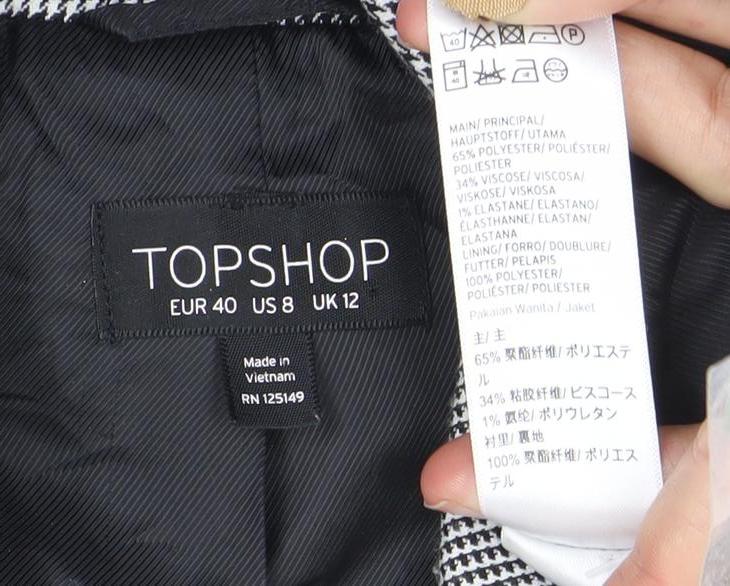 TOPSHOP
EUR 40 US 8 UK 12
Made in
Vietnam
RN 125149
40
P
40
MAIN/ PRINCIPAL/
HAUPTSTOFF/ UTAMA
65% POLYESTER/ POLIÉSTER/
POLIESTER
34% VISCOSE/ VISCOSA/
VISKOSE/ VISKOSA
1% ELASTANE/ ELASTANO/
ÉLASTHANNE/ ELASTAN/
ELASTANA
LINING/ FORRO/ DOUBLURE/
FUTTER/ PELAPIS
100% POLYESTER/
POLIÉSTER/ POLIESTER
Pakaian Wanita / Jaket
主/ 主
65% 聚酯纤维/ ポリエステ
ル
34% 粘胶纤维/ ビスコース
1% 氨纶/ ポリウレタン
衬里/ 裏地
100% 聚酯纤维/ ポリエス
テル